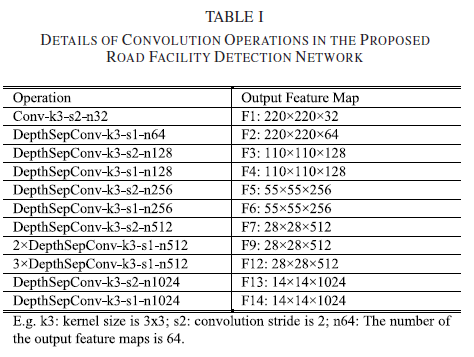 TABLE I
DETAILS OF CONVOLUTION OPERATIONS IN THE PROPOSED
ROAD FACILITY DETECTION NETWORK
Operation Output Feature Map
Conv-k3-s2-n32 F1: 220×220×32
DepthSepConv-k3-s1-n64 F2: 220×220×64
DepthSepConv-k3-s2-n128 F3: 110×110×128
DepthSepConv-k3-s1-n128 F4: 110×110×128
DepthSepConv-k3-s2-n256 F5: 55×55×256
DepthSepConv-k3-s1-n256 F6: 55×55×256
DepthSepConv-k3-s2-n512 F7: 28×28×512
2×DepthSepConv-k3-s1-n512 F9: 28×28×512
3×DepthSepConv-k3-s1-n512 F12: 28×28×512
DepthSepConv-k3-s2-n1024 F13: 14×14×1024
DepthSepConv-k3-s1-n1024 F14: 14×14×1024
E.g. k3: kernel size is 3x3; s2: convolution stride is 2; n64: The number of
the output feature maps is 64.